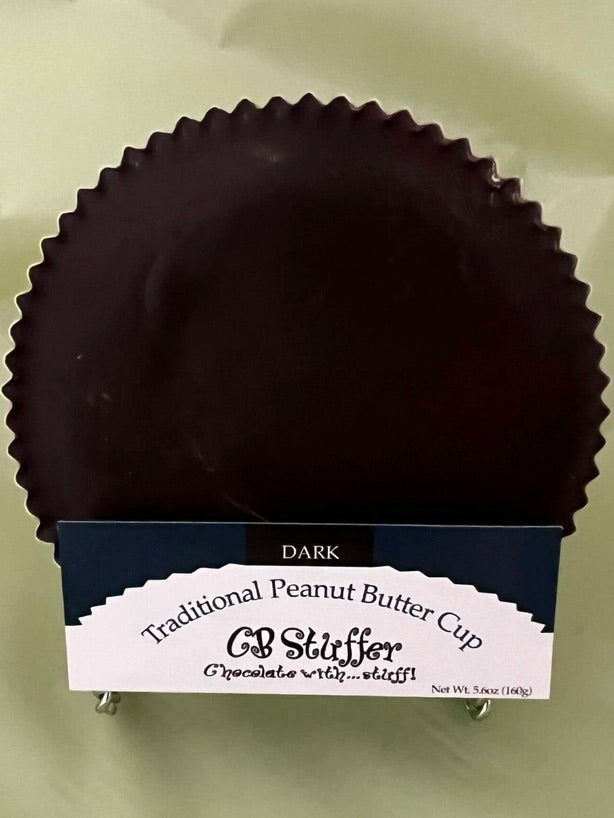 DARK
Traditional Peanut Butter Cup
CB Stuffer
Chocolate with...stuff!
Net Wt. 5.6oz (160g)